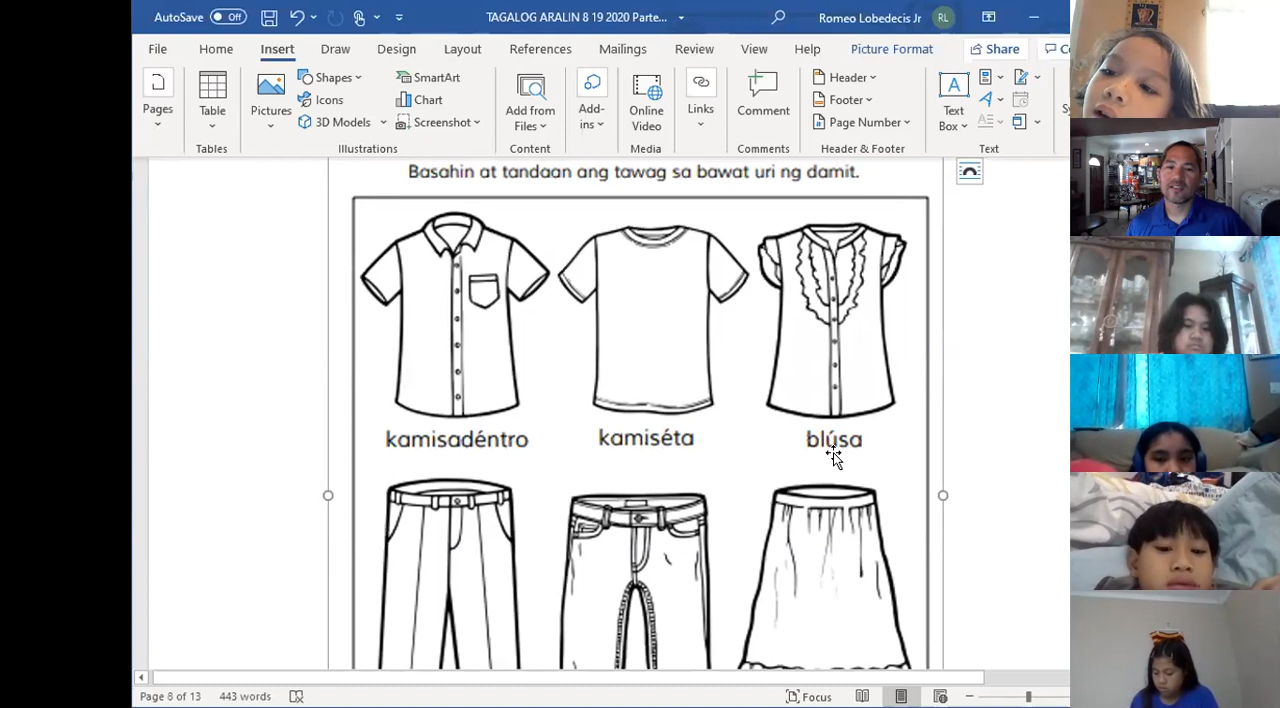 AutoSave Off TAGALOG ARALIN 8 19 2020 Parte... Romeo Lobedecis Jr RL
File Home Insert Draw Design Layout References Mailings Review View Help Picture Format Share Co
Pages
Table
Tables
Pictures
Shapes
Icons
3D Models
SmartArt
Chart
Screenshot
Illustrations
Add from
Files
Content
Add-
ins
Online
Video
Media
Links
Comment
Comments
Header
Footer
Page Number
Header & Footer
A
Text
Box
Text
Basahin at tandaan ang tawag sa bawat uri ng damit.
kamisadéntro kamiséta blúsa
Page 8 of 13 443 words Focus